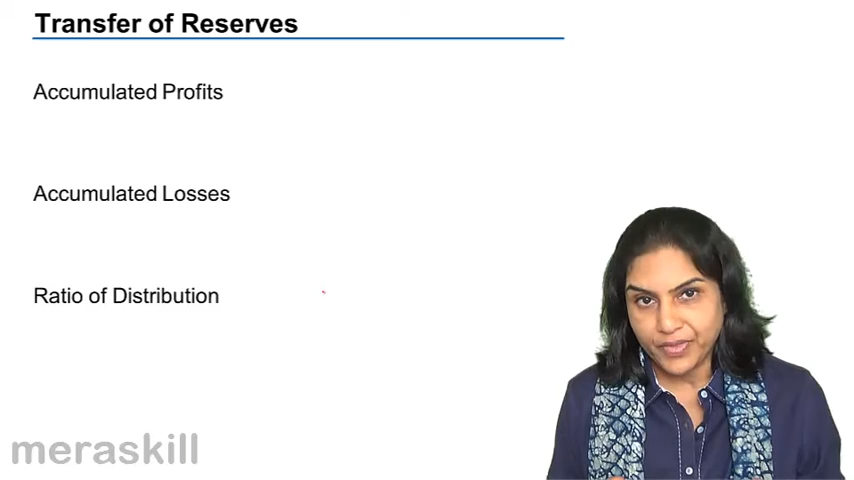 Transfer of Reserves
Accumulated Profits
Accumulated Losses
Ratio of Distribution
meraskill